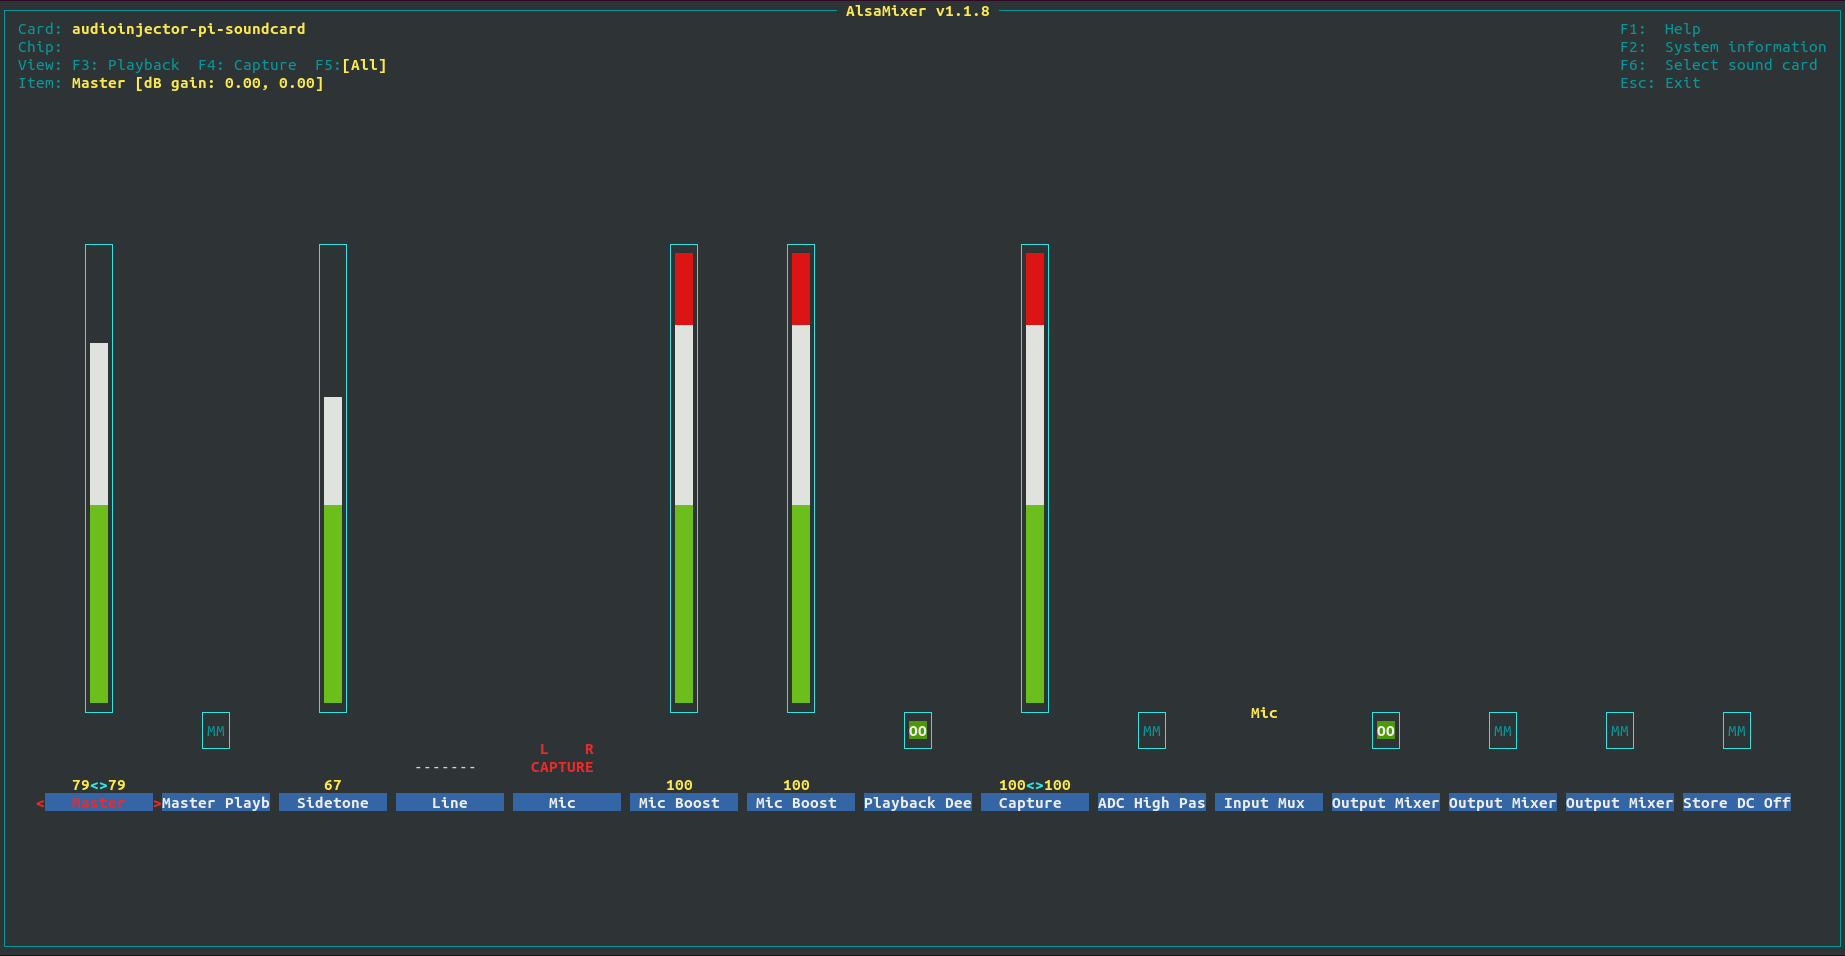 AlsaMixer v1.1.8
Card: audioinjector-pi-soundcard F1: Help
Chip: F2: System information
View: F3: Playback F4: Capture F5:[All] F6: Select sound card
Item: Master [dB gain: 0.00, 0.00] Esc: Exit
Mic
MM OO MM OO MM MM MM
L R
------- CAPTURE
79<>79 67 100 100 100<>100
< Master >Master Playb Sidetone Line Mic Mic Boost Mic Boost Playback Dee Capture ADC High Pas Input Mux Output Mixer Output Mixer Output Mixer Store DC Off